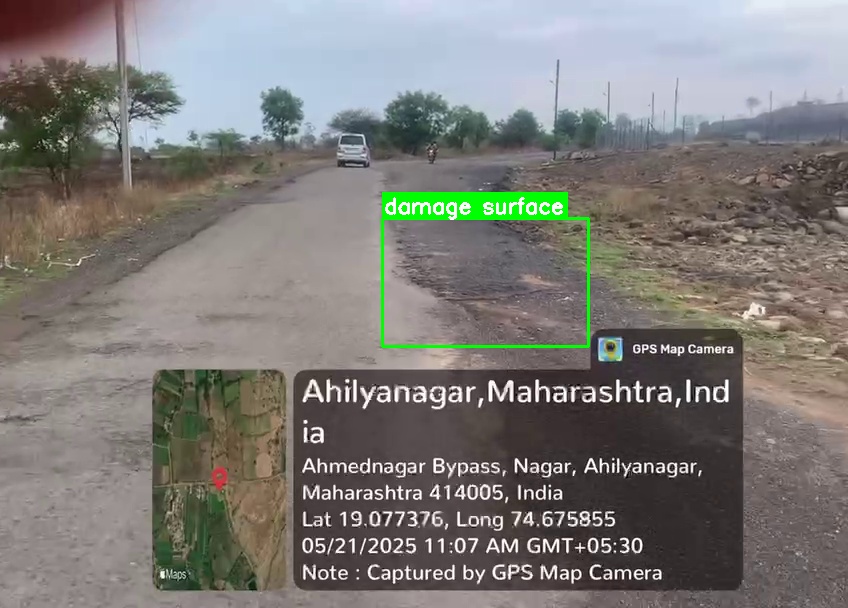 damage surface
GPS Map Camera
Ahilyanagar,Maharashtra,Ind
ia
Ahmednagar Bypass, Nagar, Ahilyanagar,
Maharashtra 414005, India
Lat 19.077376, Long 74.675855
05/21/2025 11:07 AM GMT+05:30
Note : Captured by GPS Map Camera
Maps